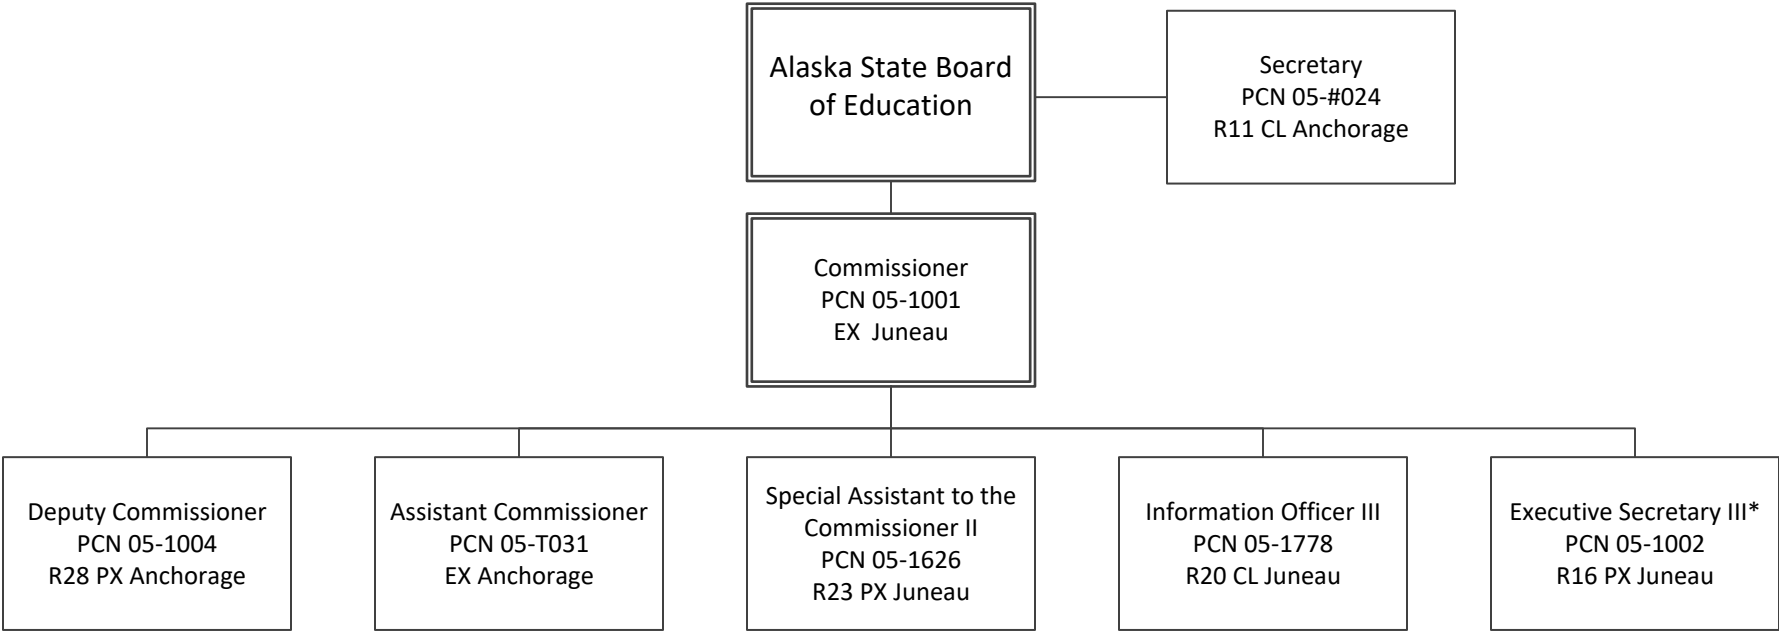 Alaska State Board
of Education
Secretary
PCN 05-#024
R11 CL Anchorage
Commissioner
PCN 05-1001
EX  Juneau
Deputy Commissioner
PCN 05-1004
R28 PX Anchorage
Assistant Commissioner
PCN 05-T031
EX Anchorage
Special Assistant to the
Commissioner II
PCN 05-1626
R23 PX Juneau
Information Officer III
PCN 05-1778
R20 CL Juneau
Executive Secretary III*
PCN 05-1002
R16 PX Juneau